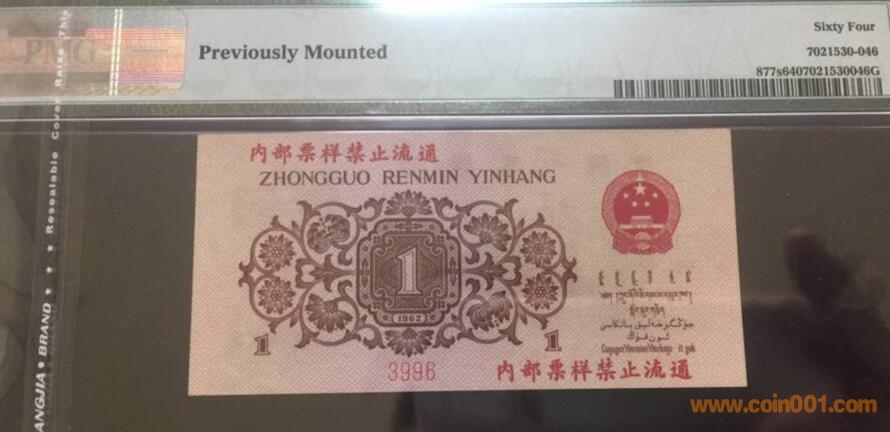 PMG
Previously Mounted
Sixty Four
7021530-046
877s6407021530046G
ANGJIA BRAND ★ ★ Resealable Cover. Raise This
内部票样禁止流通
ZHONGGUO RENMIN YINHANG
1
1962
1
1
3996
内部票样禁止流通
www.coin001.com